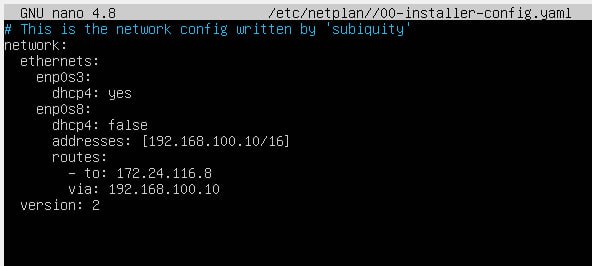 GNU nano 4.8 /etc/netplan//00-installer-config.yaml
# This is the network config written by 'subiquity'
network:
  ethernets:
    enp0s3:
      dhcp4: yes
    enp0s8:
      dhcp4: false
      addresses: [192.168.100.10/16]
      routes:
        - to: 172.24.116.8
        via: 192.168.100.10
  version: 2